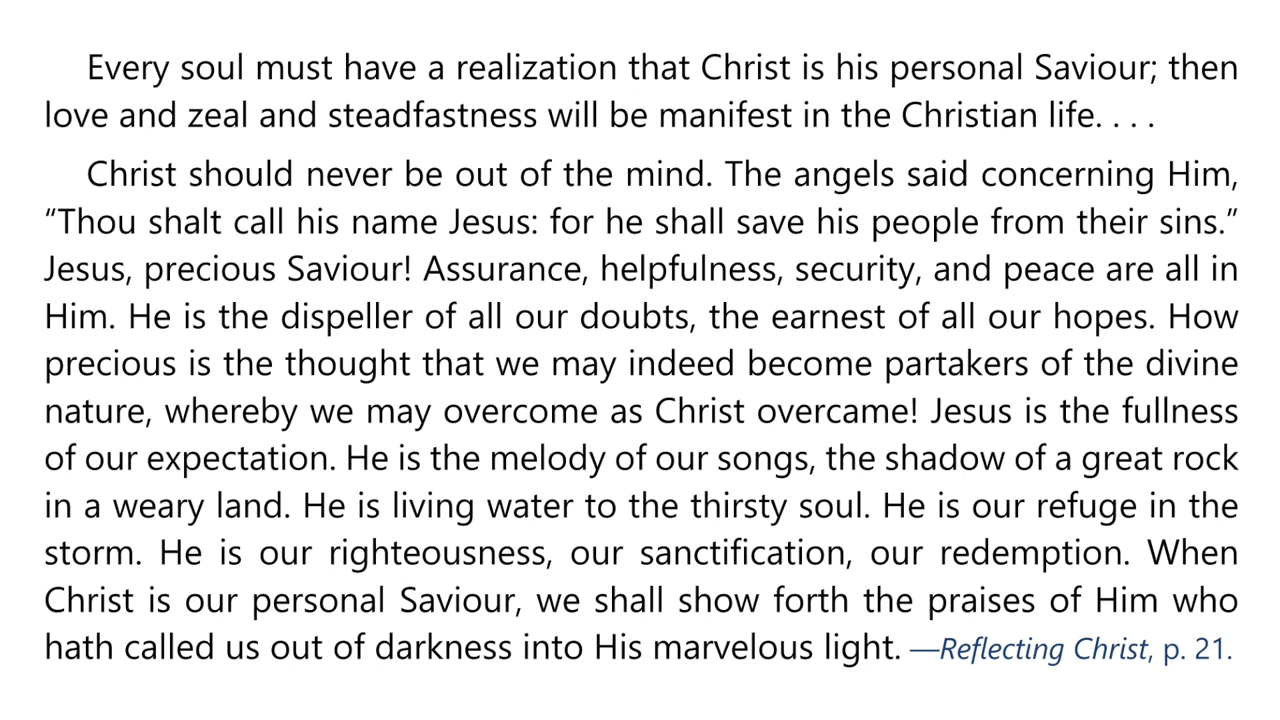 Every soul must have a realization that Christ is his personal Saviour; then
love and zeal and steadfastness will be manifest in the Christian life. . . .
Christ should never be out of the mind. The angels said concerning Him,
“Thou shalt call his name Jesus: for he shall save his people from their sins.”
Jesus, precious Saviour! Assurance, helpfulness, security, and peace are all in
Him. He is the dispeller of all our doubts, the earnest of all our hopes. How
precious is the thought that we may indeed become partakers of the divine
nature, whereby we may overcome as Christ overcame! Jesus is the fullness
of our expectation. He is the melody of our songs, the shadow of a great rock
in a weary land. He is living water to the thirsty soul. He is our refuge in the
storm. He is our righteousness, our sanctification, our redemption. When
Christ is our personal Saviour, we shall show forth the praises of Him who
hath called us out of darkness into His marvelous light. —Reflecting Christ, p. 21.